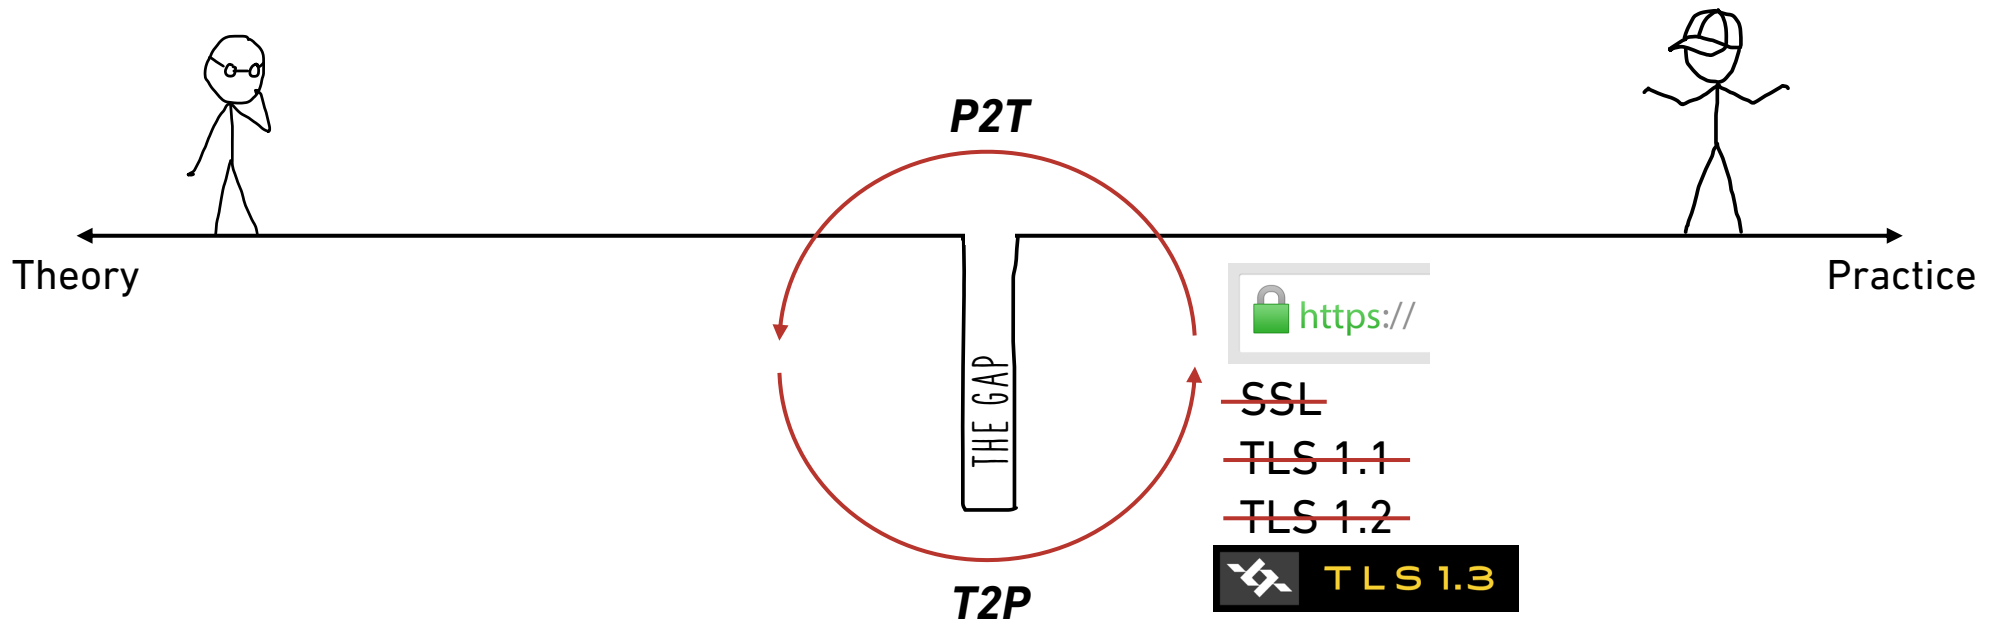 P2T
Theory
Practice
https://
THE GAP
SSL
TLS 1.1
TLS 1.2
TLS 1.3
T2P